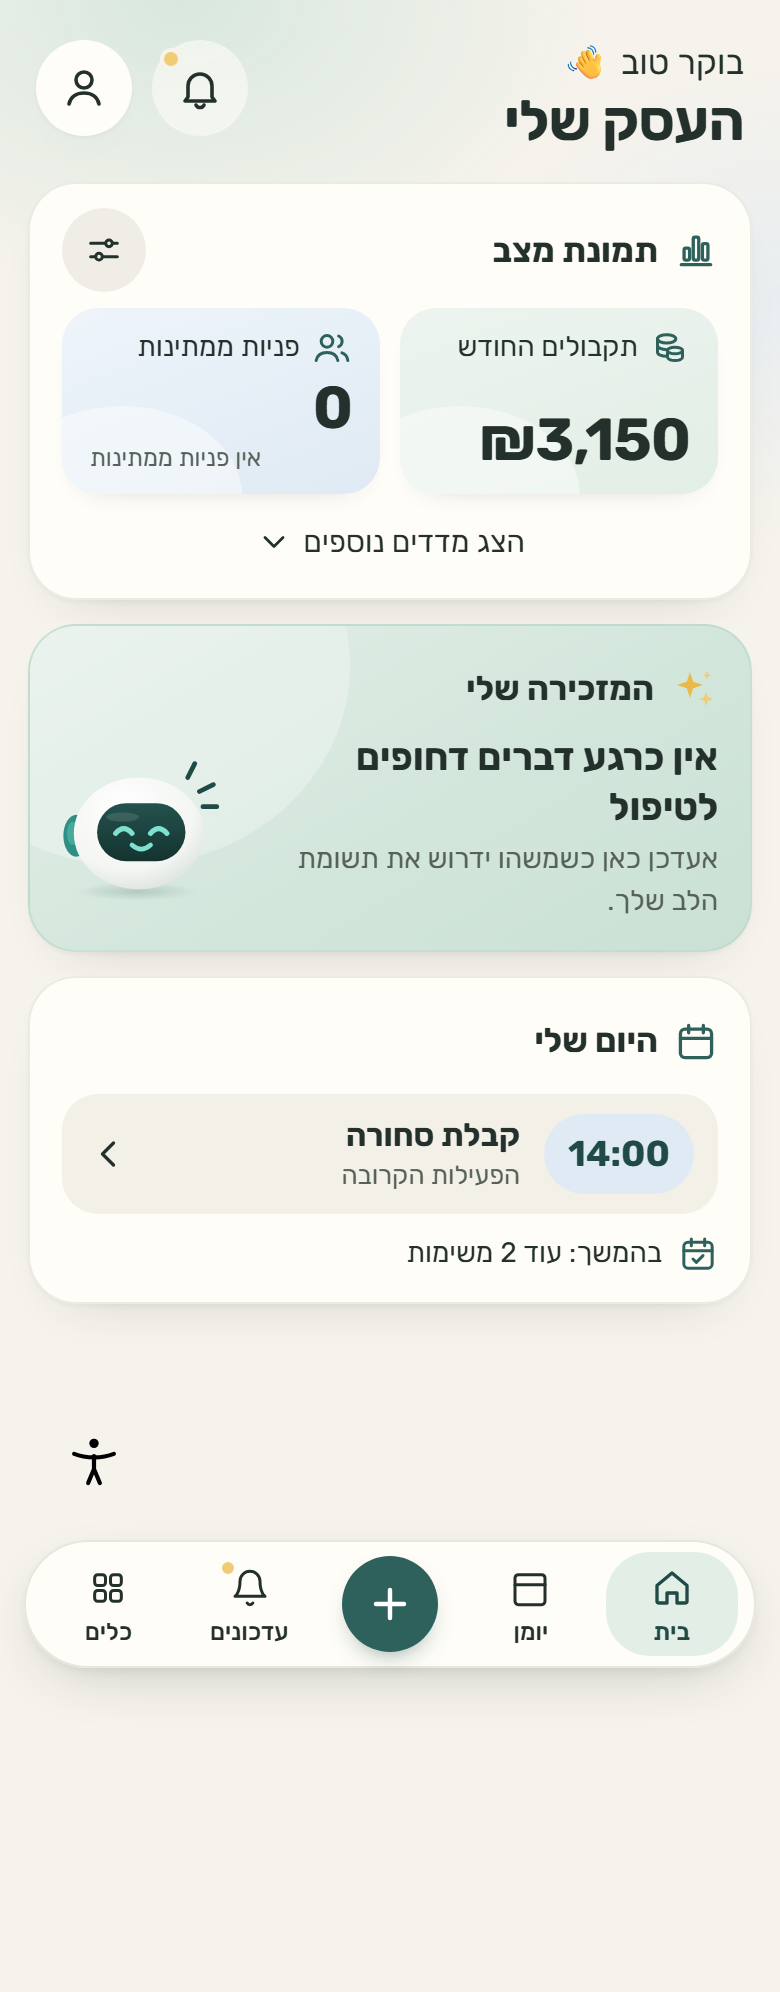 בוקר טוב 👋
העסק שלי
תמונת מצב
תקבולים החודש
₪3,150
פניות ממתינות
0
אין פניות ממתינות
הצג מדדים נוספים
המזכירה שלי
אין כרגע דברים דחופים
לטיפול
אעדכן כאן כשמשהו ידרוש את תשומת
הלב שלך.
היום שלי
14:00
קבלת סחורה
הפעילות הקרובה
בהמשך: עוד 2 משימות
בית
יומן
עדכונים
כלים